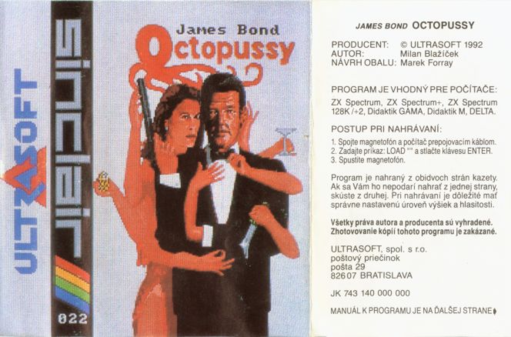 ULTRASOFT
sinclair
022
James Bond
Octopussy
JAMES BOND OCTOPUSSY
PRODUCENT: © ULTRASOFT 1992
AUTOR: Milan Blažíček
NÁVRH OBALU: Marek Forray
PROGRAM JE VHODNÝ PRE POČÍTAČE:
ZX Spectrum, ZX Spectrum+, ZX Spectrum
128K /+2, Didaktik GAMA, Didaktik M, DELTA.
POSTUP PRI NAHRÁVANÍ:
1. Spojte magnetofón a počítač prepojovacím káblom.
2. Zadajte príkaz: LOAD "" a stlačte klávesu ENTER.
3. Spustite magnetofón.
Program je nahraný z obidvoch strán kazety.
Ak sa Vám ho nepodarí nahrať z jednej strany,
skúste z druhej. Pri nahrávaní je dôležité mať
správne nastavenú úroveň výšiek a hlasitosti.
Všetky práva autora a producenta sú vyhradené.
Zhotovovanie kópií tohoto programu je zakázané.
ULTRASOFT, spol. s r.o.
poštový priečinok
pošta 29
826 07 BRATISLAVA
JK 743 140 000 000
MANUÁL K PROGRAMU JE NA ĎALŠEJ STRANE